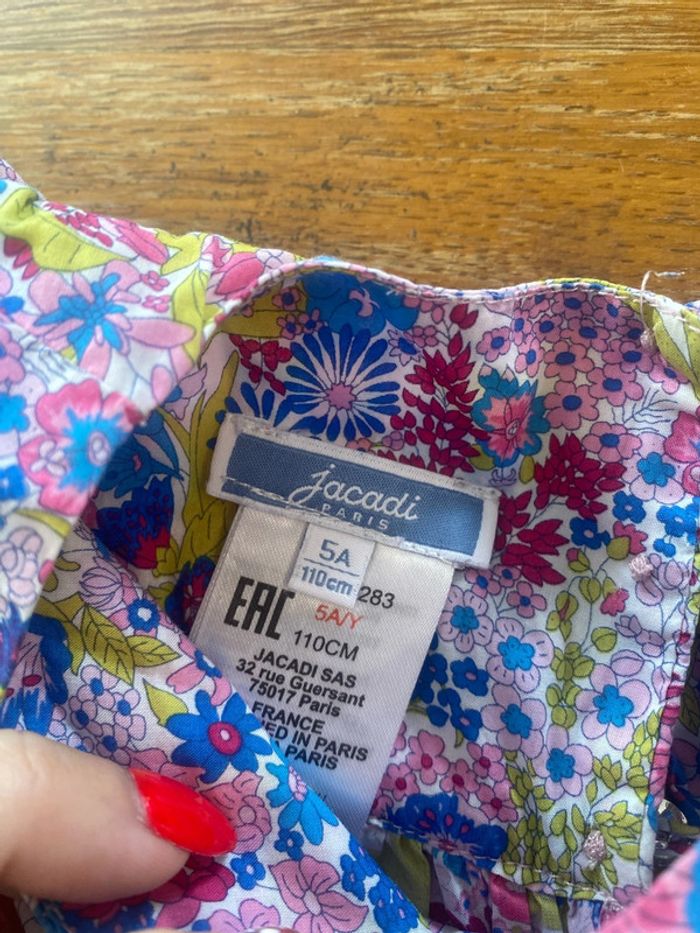 jacadi
PARIS
5A
110cm
283
EAC
5A/Y
110CM
JACADI SAS
32 rue Guersant
75017 Paris
FRANCE
ED IN PARIS
PARIS